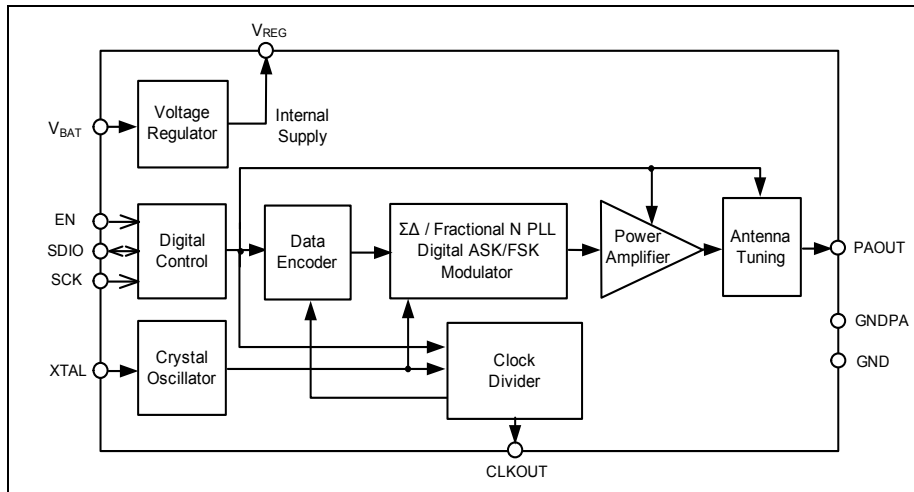 VREG
Voltage
Regulator
Internal
Supply
VBAT
EN
SDIO
SCK
Digital
Control
Data
Encoder
ΣΔ / Fractional N PLL
Digital ASK/FSK
Modulator
Power
Amplifier
Antenna
Tuning
PAOUT
GNDPA
GND
XTAL
Crystal
Oscillator
Clock
Divider
CLKOUT